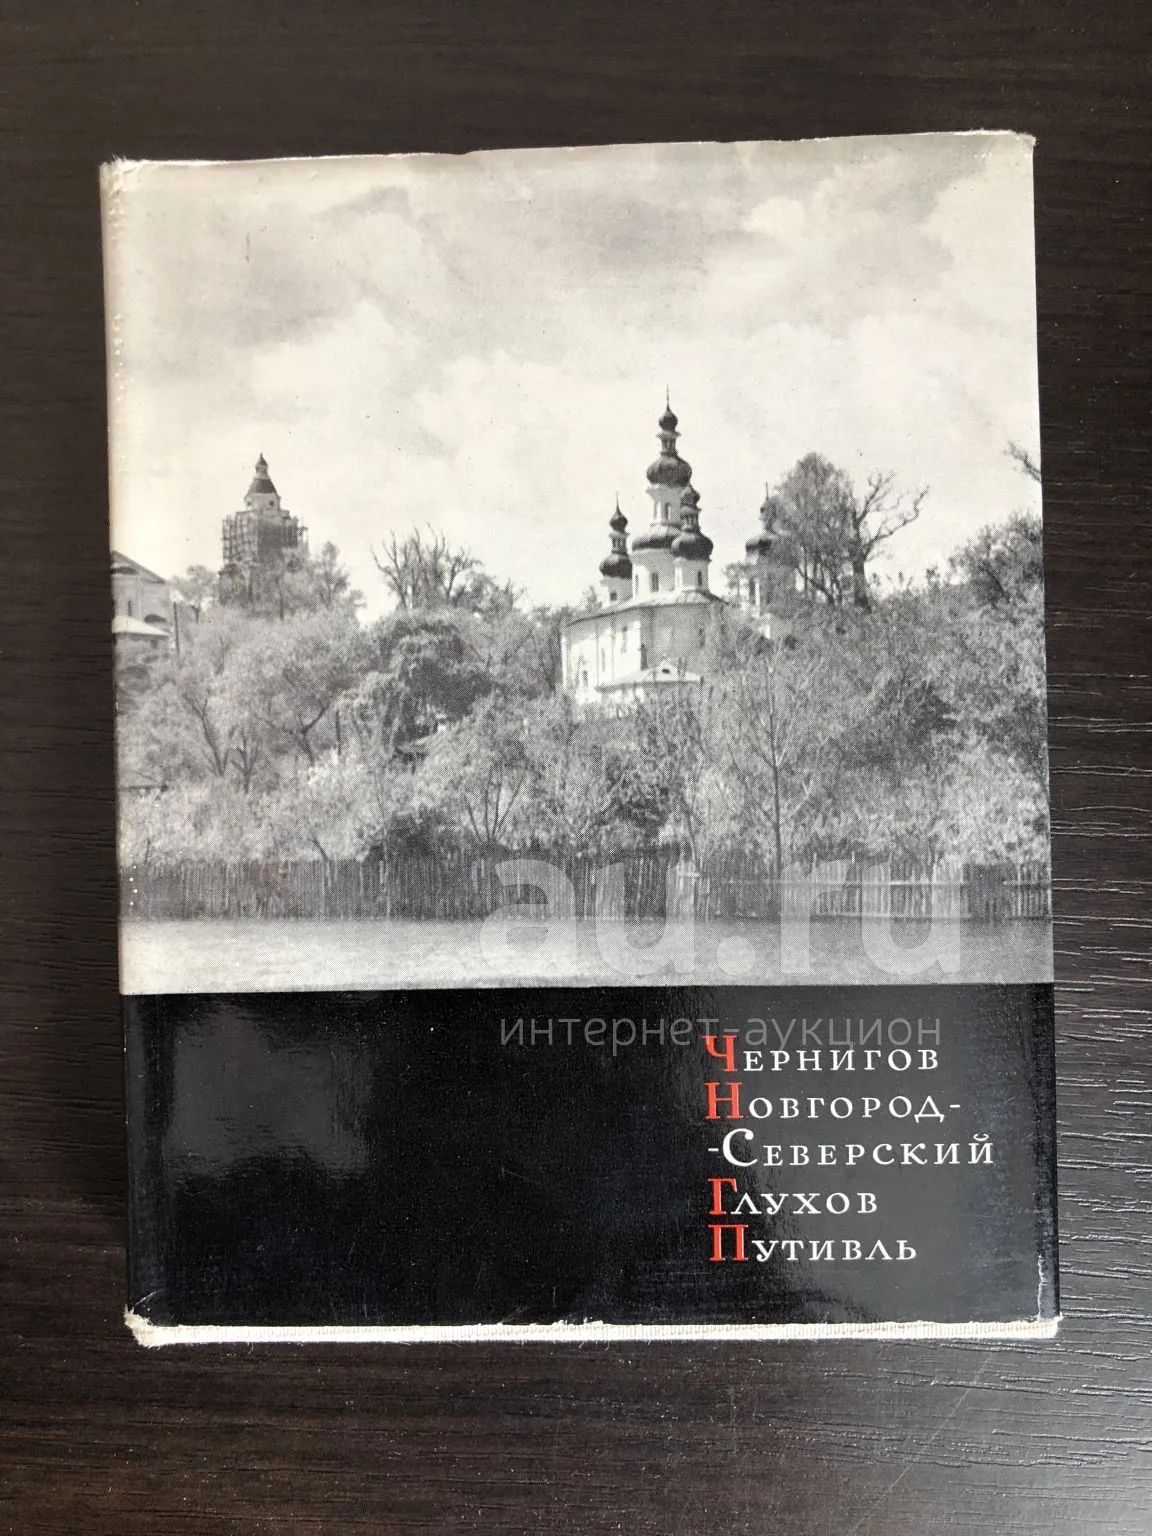 au.ru
интернет-аукцион
Чернигов
Новгород-
-Северский
Глухов
Путивль